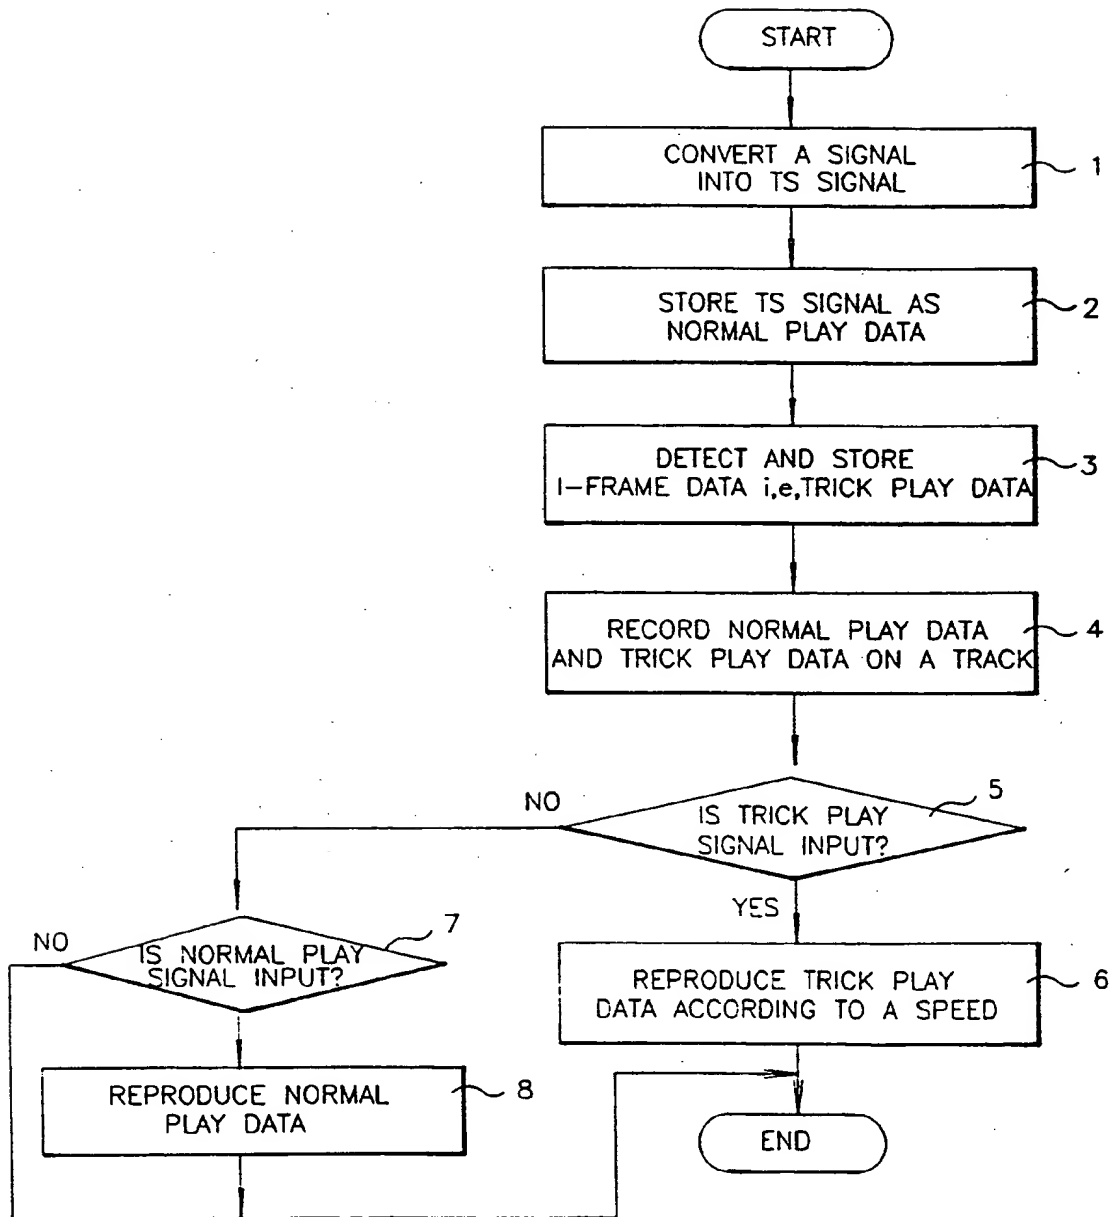 START
CONVERT A SIGNAL
INTO TS SIGNAL
1
STORE TS SIGNAL AS
NORMAL PLAY DATA
2
DETECT AND STORE
I-FRAME DATA i,e,TRICK PLAY DATA
3
RECORD NORMAL PLAY DATA
AND TRICK PLAY DATA ON A TRACK
4
NO
IS TRICK PLAY
SIGNAL INPUT?
5
YES
NO
IS NORMAL PLAY
SIGNAL INPUT?
7
REPRODUCE TRICK PLAY
DATA ACCORDING TO A SPEED
6
REPRODUCE NORMAL
PLAY DATA
8
END